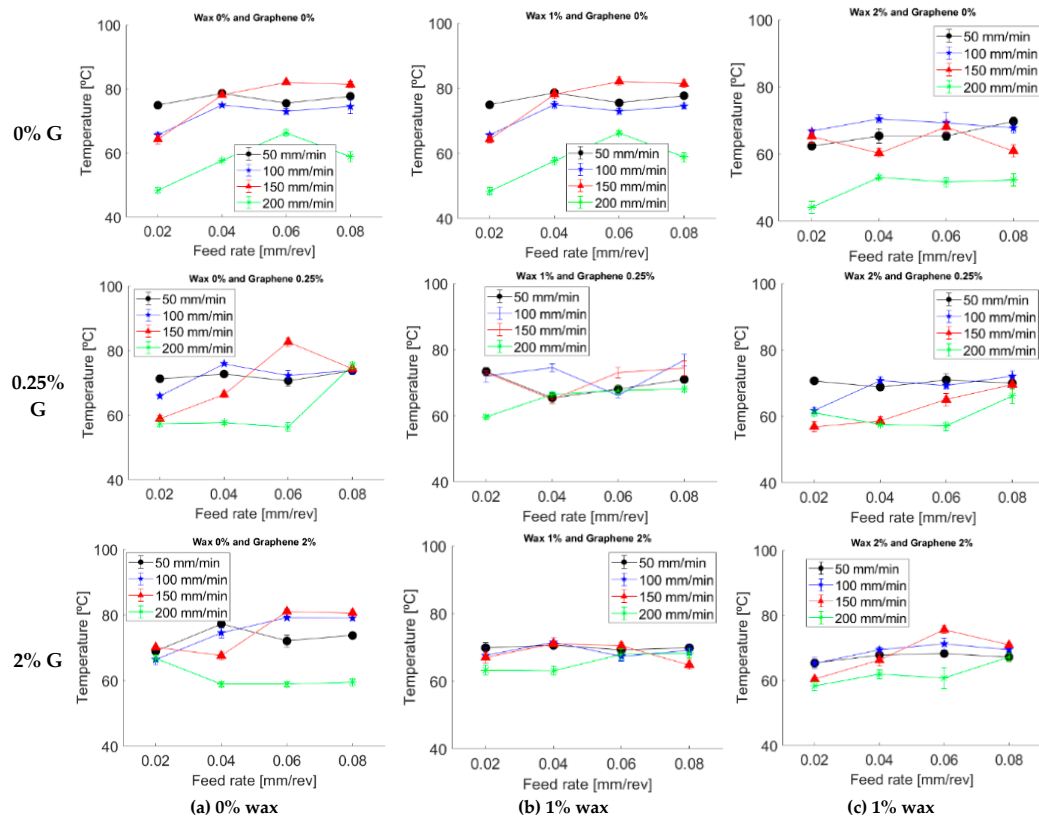 Wax 0% and Graphene 0%
Wax 1% and Graphene 0%
Wax 2% and Graphene 0%
0% G
Temperature [ºC]
100
80
60
40
50 mm/min
100 mm/min
150 mm/min
200 mm/min
0.02 0.04 0.06 0.08
Feed rate [mm/rev]
Temperature [ºC]
100
80
60
40
50 mm/min
100 mm/min
150 mm/min
200 mm/min
0.02 0.04 0.06 0.08
Feed rate [mm/rev]
Temperature [ºC]
100
80
60
40
50 mm/min
100 mm/min
150 mm/min
200 mm/min
0.02 0.04 0.06 0.08
Feed rate [mm/rev]
Wax 0% and Graphene 0.25%
Wax 1% and Graphene 0.25%
Wax 2% and Graphene 0.25%
0.25%
G
Temperature [ºC]
100
80
60
40
50 mm/min
100 mm/min
150 mm/min
200 mm/min
0.02 0.04 0.06 0.08
Feed rate [mm/rev]
Temperature [ºC]
100
80
60
40
50 mm/min
100 mm/min
150 mm/min
200 mm/min
0.02 0.04 0.06 0.08
Feed rate [mm/rev]
Temperature [ºC]
100
80
60
40
50 mm/min
100 mm/min
150 mm/min
200 mm/min
0.02 0.04 0.06 0.08
Feed rate [mm/rev]
Wax 0% and Graphene 2%
Wax 1% and Graphene 2%
Wax 2% and Graphene 2%
2% G
Temperature [ºC]
100
80
60
40
50 mm/min
100 mm/min
150 mm/min
200 mm/min
0.02 0.04 0.06 0.08
Feed rate [mm/rev]
Temperature [ºC]
100
80
60
40
50 mm/min
100 mm/min
150 mm/min
200 mm/min
0.02 0.04 0.06 0.08
Feed rate [mm/rev]
Temperature [ºC]
100
80
60
40
50 mm/min
100 mm/min
150 mm/min
200 mm/min
0.02 0.04 0.06 0.08
Feed rate [mm/rev]
(a) 0% wax
(b) 1% wax
(c) 1% wax